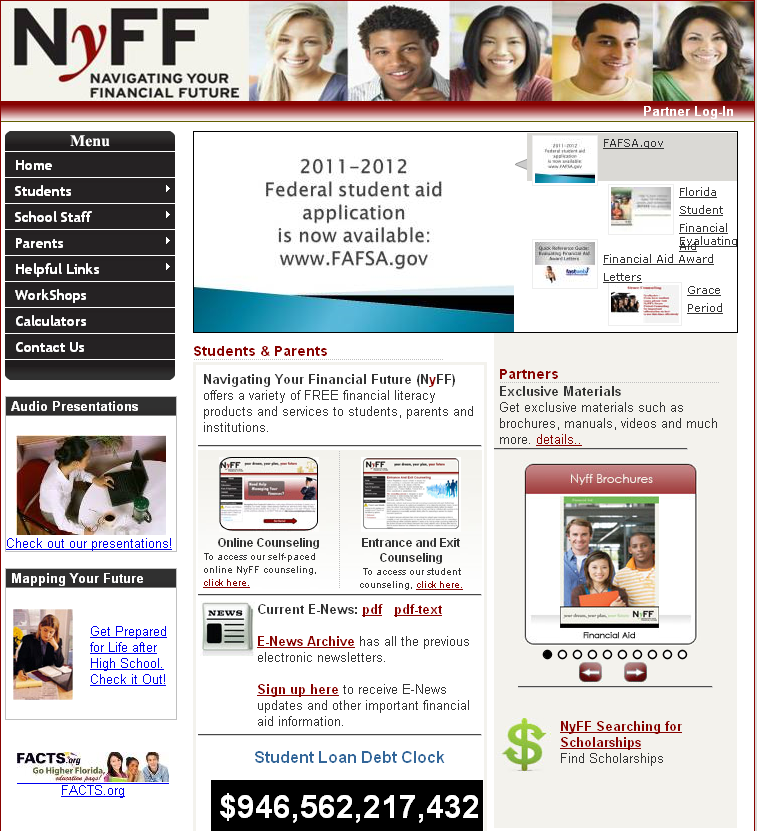 NyFF
NAVIGATING YOUR
FINANCIAL FUTURE
Partner Log-In
Menu
Home
Students
School Staff
Parents
Helpful Links
WorkShops
Calculators
Contact Us
Audio Presentations
Check out our presentations!
Mapping Your Future
Get Prepared
for Life after
High School.
Check it Out!
FACTS.org
Go Higher Florida,
education pays!
FACTS.org
2011-2012
Federal student aid
application
is now available:
www.FAFSA.gov
FAFSA.gov
Florida
Student
Financial
Aid
Evaluating
Financial Aid Award
Letters
Grace
Period
Students & Parents
Navigating Your Financial Future (NyFF)
offers a variety of FREE financial literacy
products and services to students, parents and
institutions.
NyFF
Online Counseling
To access our self-paced
online NyFF counseling,
click here.
NyFF
Entrance and Exit
Counseling
To access our student
counseling, click here.
NEWS
Current E-News: pdf pdf-text
E-News Archive has all the previous
electronic newsletters.
Sign up here to receive E-News
updates and other important financial
aid information.
Student Loan Debt Clock
$946,562,217,432
Partners
Exclusive Materials
Get exclusive materials such as
brochures, manuals, videos and much
more. details..
Nyff Brochures
NyFF
Financial Aid
NyFF Searching for
Scholarships
Find Scholarships